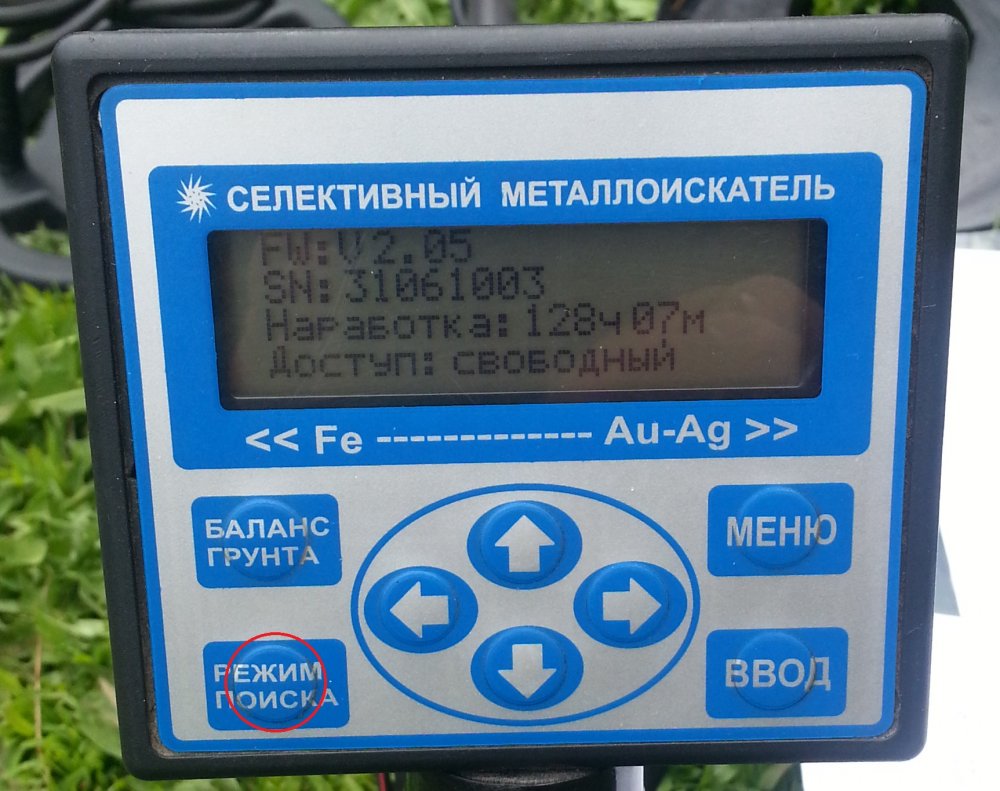 СЕЛЕКТИВНЫЙ МЕТАЛЛОИСКАТЕЛЬ
FW:V2.05
SN:31061003
Наработка:128ч07м
Доступ: свободный
<< Fe ------------- Au-Ag >>
БАЛАНС
ГРУНТА
МЕНЮ
РЕЖИМ
ПОИСКА
ВВОД